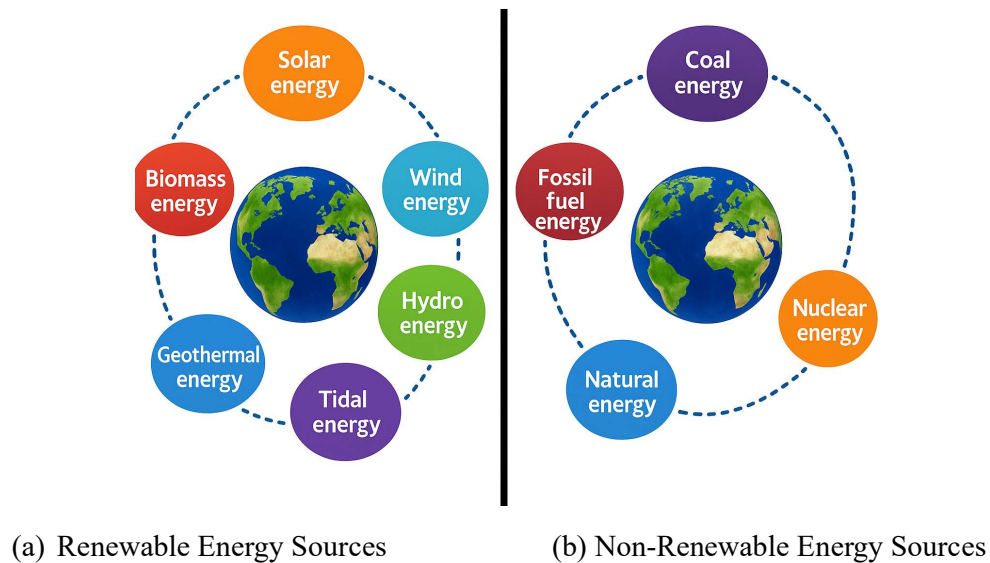 Solar
energy
Wind
energy
Hydro
energy
Tidal
energy
Geothermal
energy
Biomass
energy
Coal
energy
Nuclear
energy
Natural
energy
Fossil
fuel
energy
(a) Renewable Energy Sources
(b) Non-Renewable Energy Sources